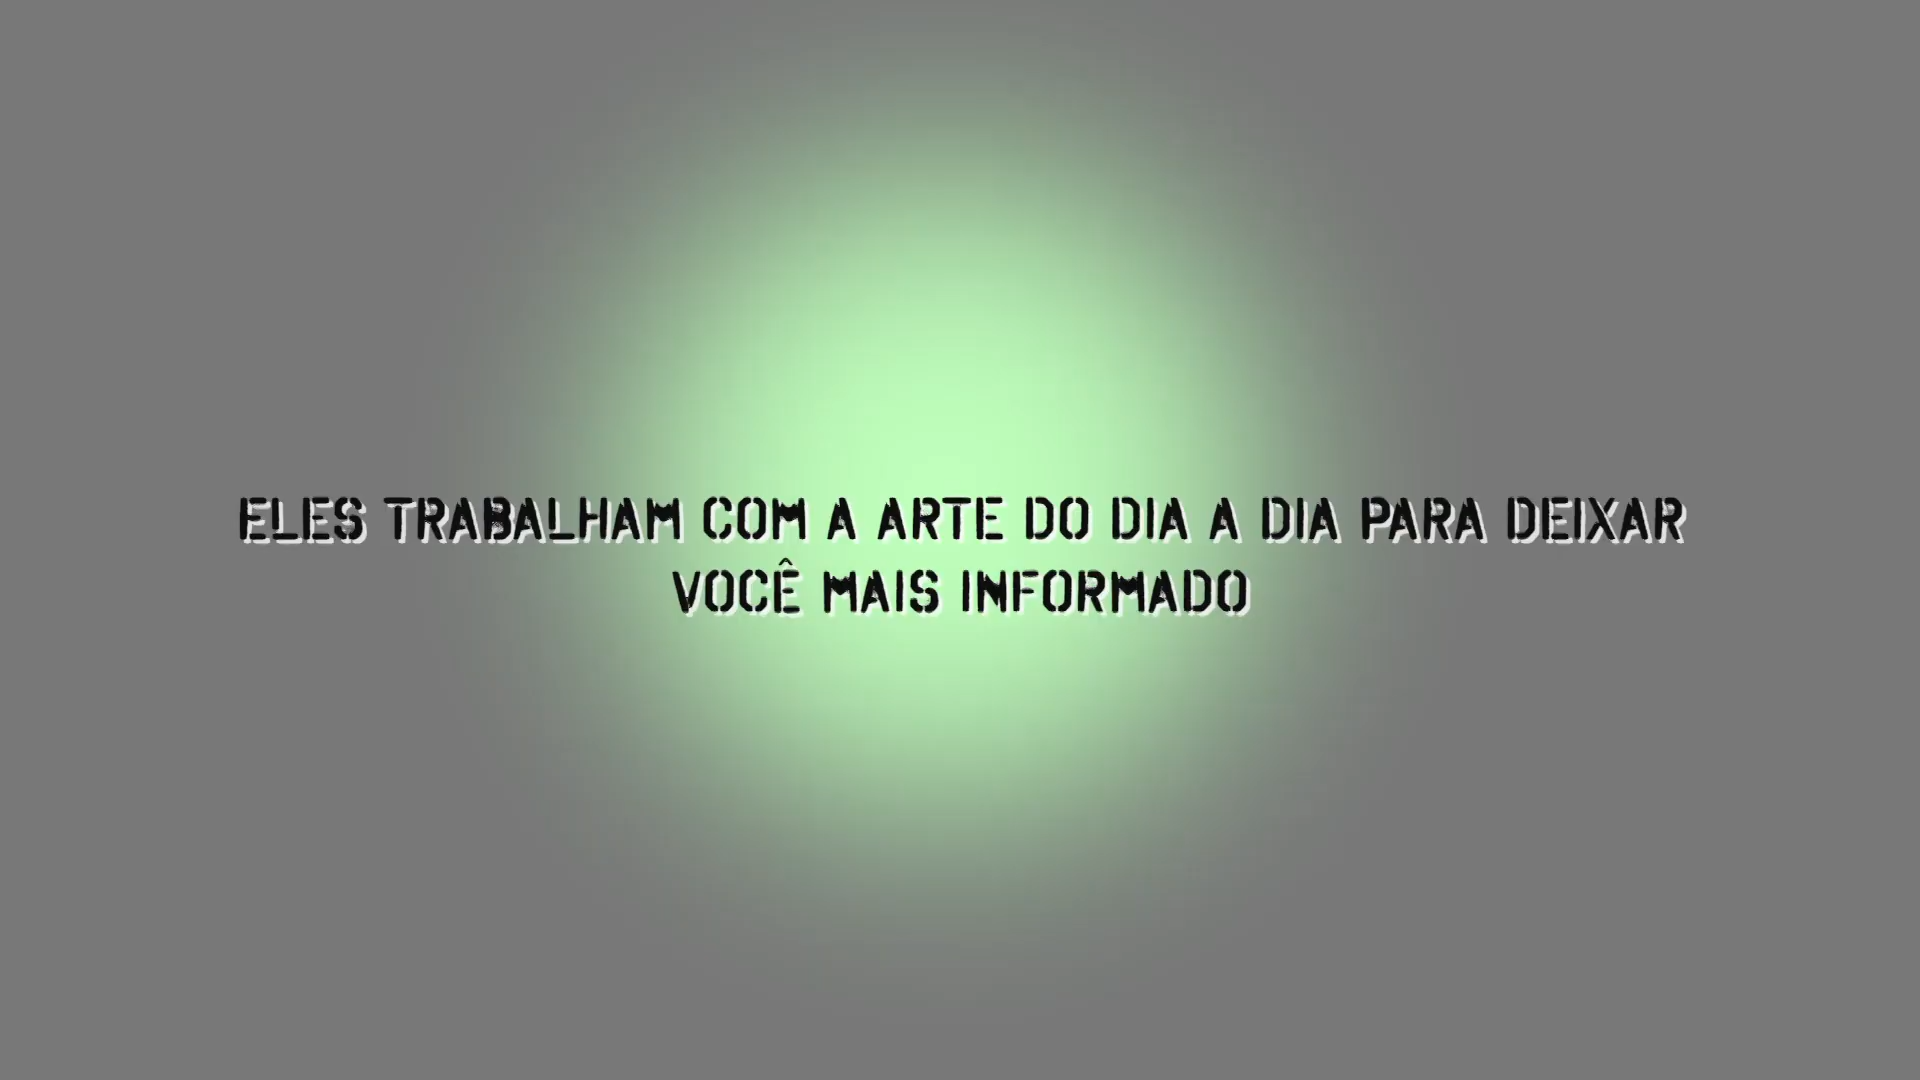 ELES TRABALHAM COM A ARTE DO DIA A DIA PARA DEIXAR
VOCÊ MAIS INFORMADO